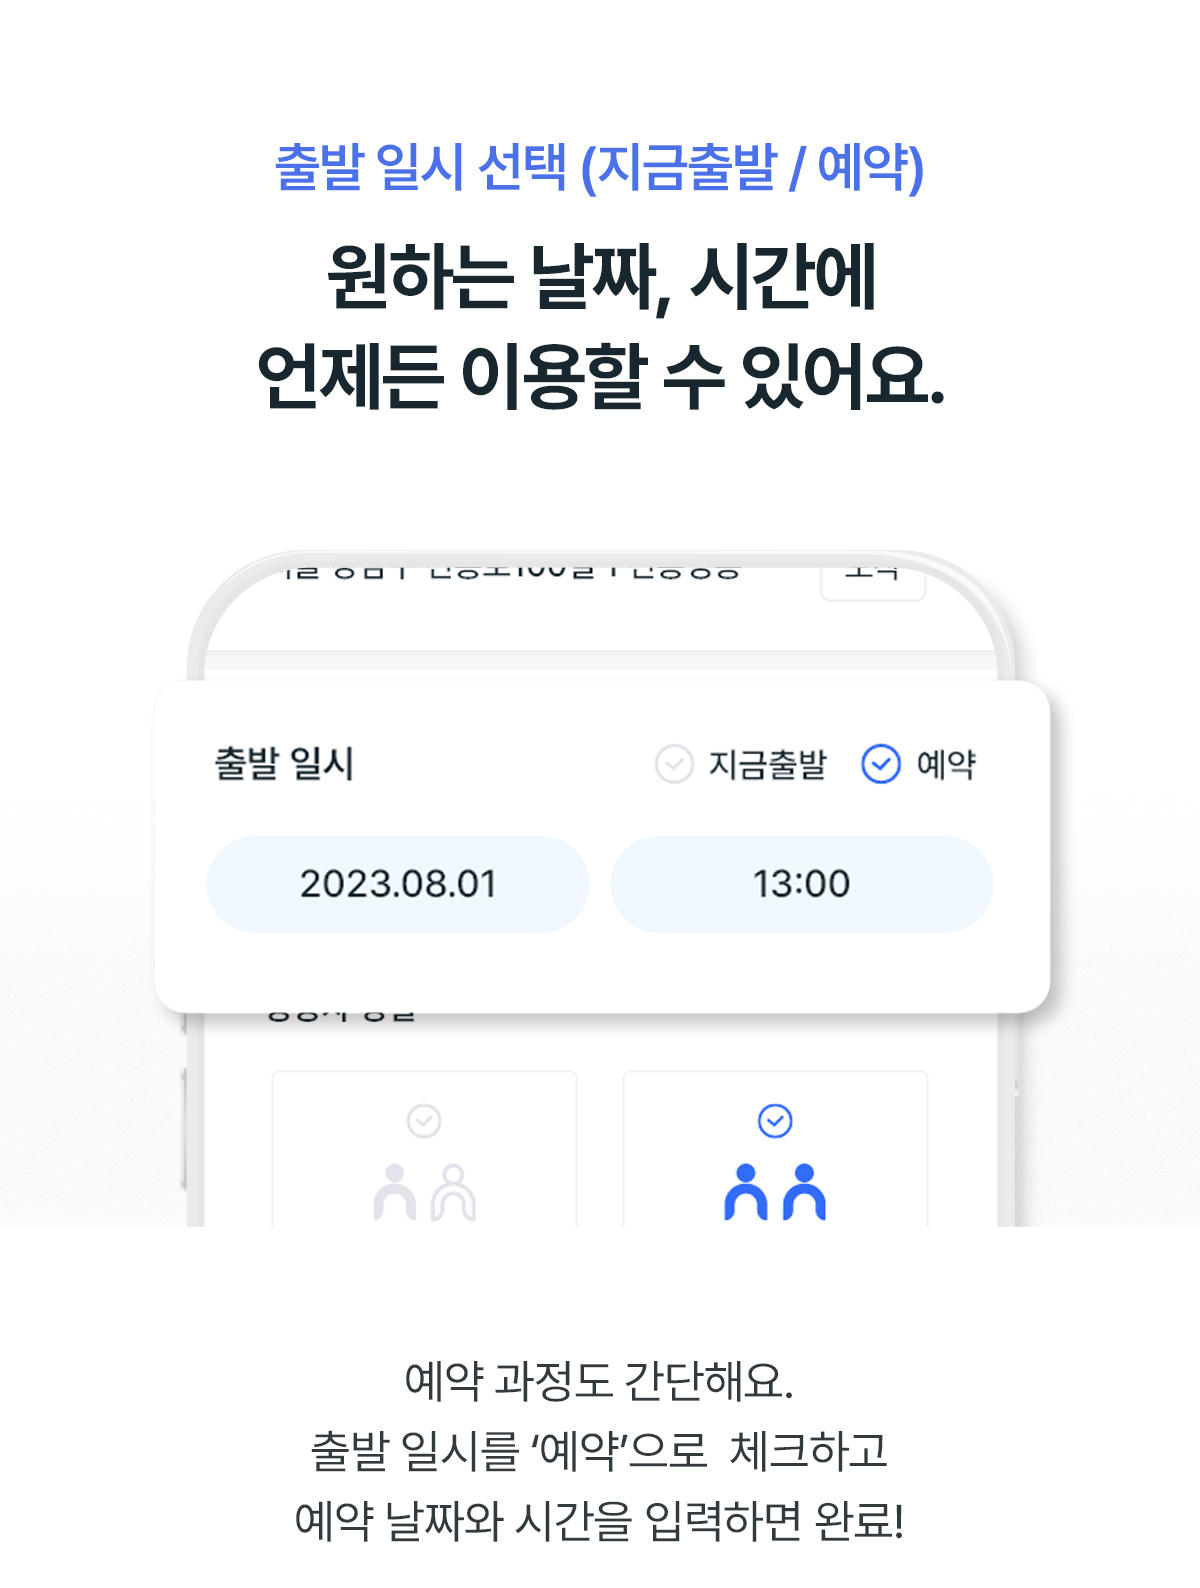 출발 일시 선택 (지금출발 / 예약)
원하는 날짜, 시간에
언제든 이용할 수 있어요.
출발 일시
지금출발
예약
2023.08.01
13:00
예약 과정도 간단해요.
출발 일시를 ‘예약’으로 체크하고
예약 날짜와 시간을 입력하면 완료!